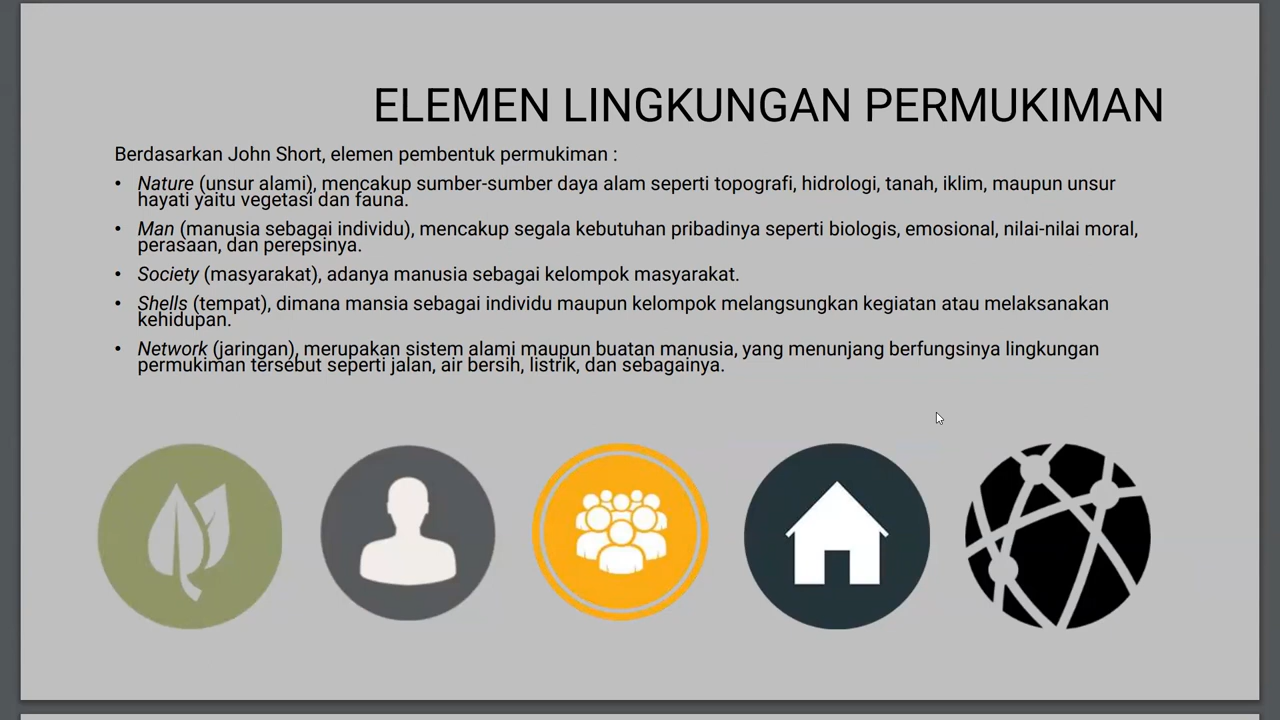 ELEMEN LINGKUNGAN PERMUKIMAN
Berdasarkan John Short, elemen pembentuk permukiman :
• Nature (unsur alami), mencakup sumber-sumber daya alam seperti topografi, hidrologi, tanah, iklim, maupun unsur
hayati yaitu vegetasi dan fauna.
• Man (manusia sebagai individu), mencakup segala kebutuhan pribadinya seperti biologis, emosional, nilai-nilai moral,
perasaan, dan perepsinya.
• Society (masyarakat), adanya manusia sebagai kelompok masyarakat.
• Shells (tempat), dimana mansia sebagai individu maupun kelompok melangsungkan kegiatan atau melaksanakan
kehidupan.
• Network (jaringan), merupakan sistem alami maupun buatan manusia, yang menunjang berfungsinya lingkungan
permukiman tersebut seperti jalan, air bersih, listrik, dan sebagainya.